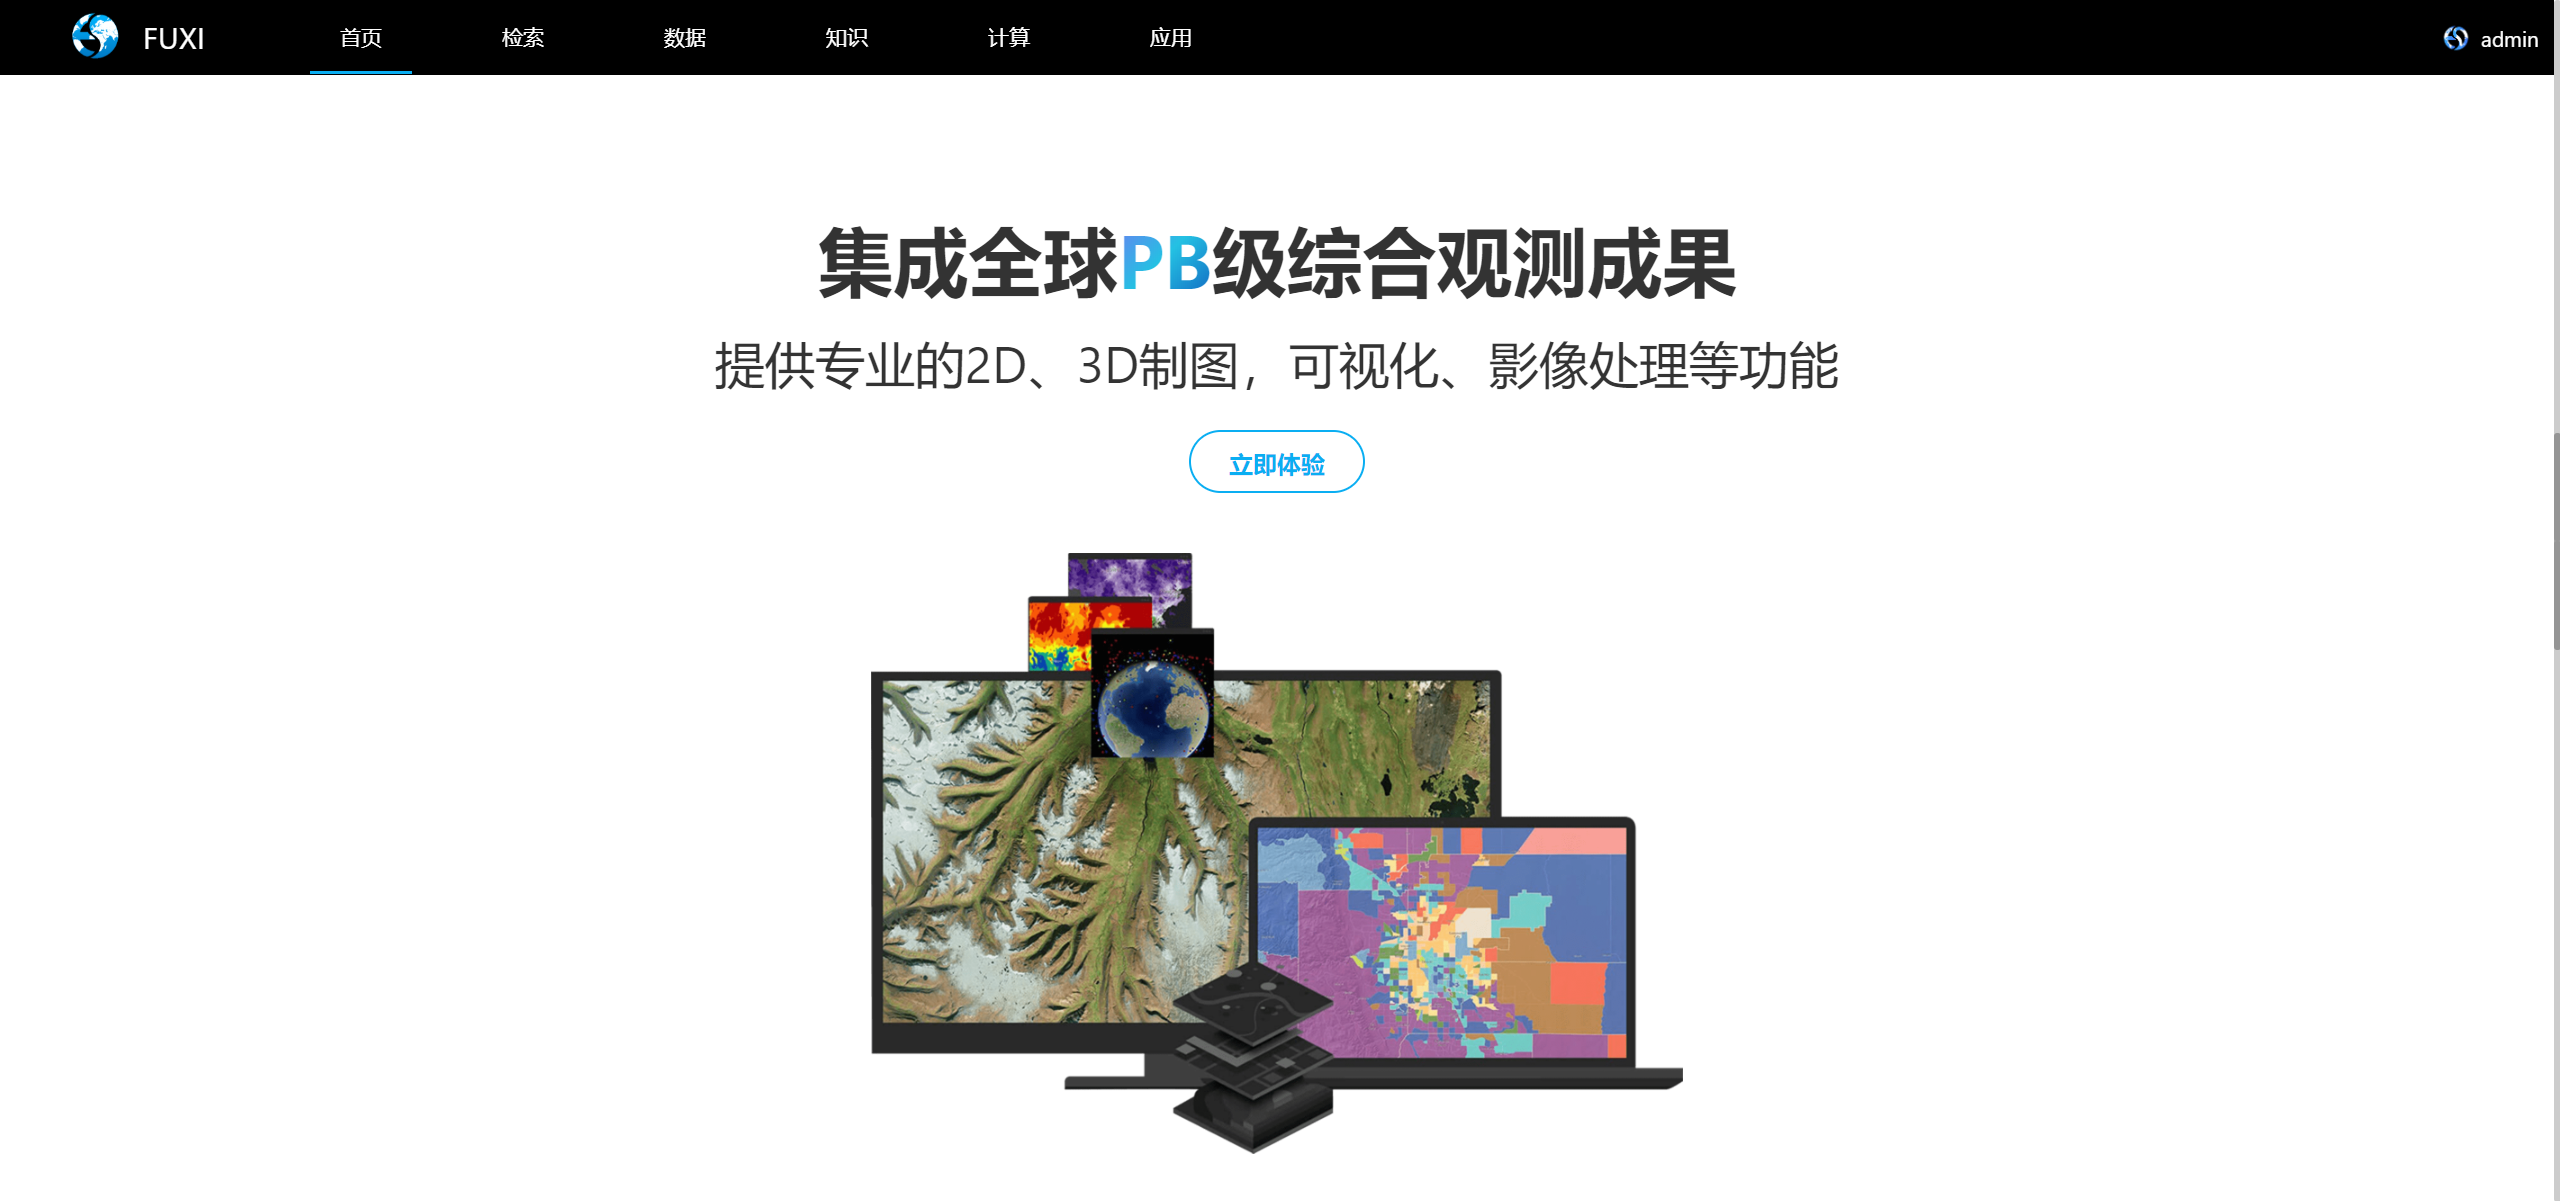 FUXI 首页 检索 数据 知识 计算 应用 admin
集成全球PB级综合观测成果
提供专业的2D、3D制图，可视化、影像处理等功能
立即体验